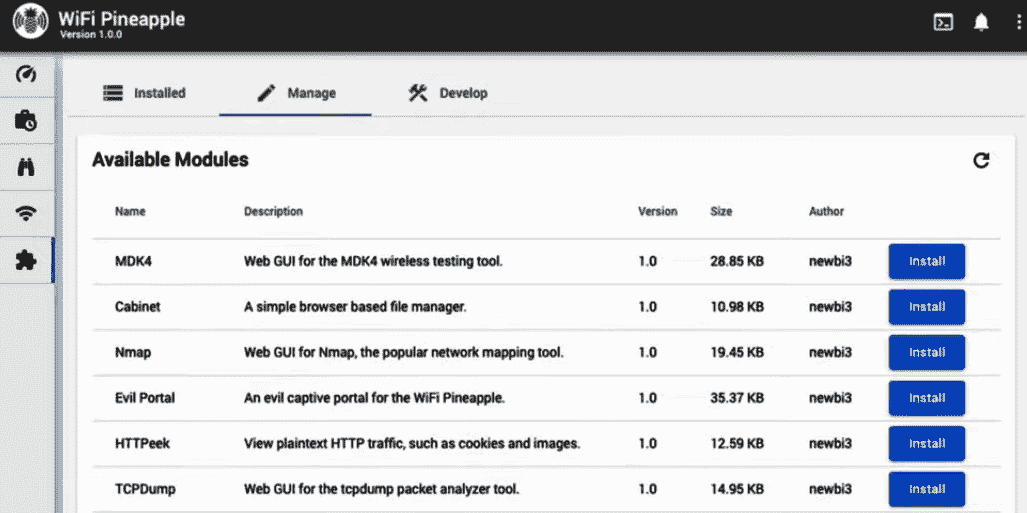 WiFi Pineapple
Version 1.0.0
Installed Manage Develop
Available Modules
Name Description Version Size Author
MDK4 Web GUI for the MDK4 wireless testing tool. 1.0 28.85 KB newbi3 Install
Cabinet A simple browser based file manager. 1.0 10.98 KB newbi3 Install
Nmap Web GUI for Nmap, the popular network mapping tool. 1.0 19.45 KB newbi3 Install
Evil Portal An evil captive portal for the WiFi Pineapple. 1.0 35.37 KB newbi3 Install
HTTPeek View plaintext HTTP traffic, such as cookies and images. 1.0 12.59 KB newbi3 Install
TCPDump Web GUI for the tcpdump packet analyzer tool. 1.0 14.95 KB newbi3 Install